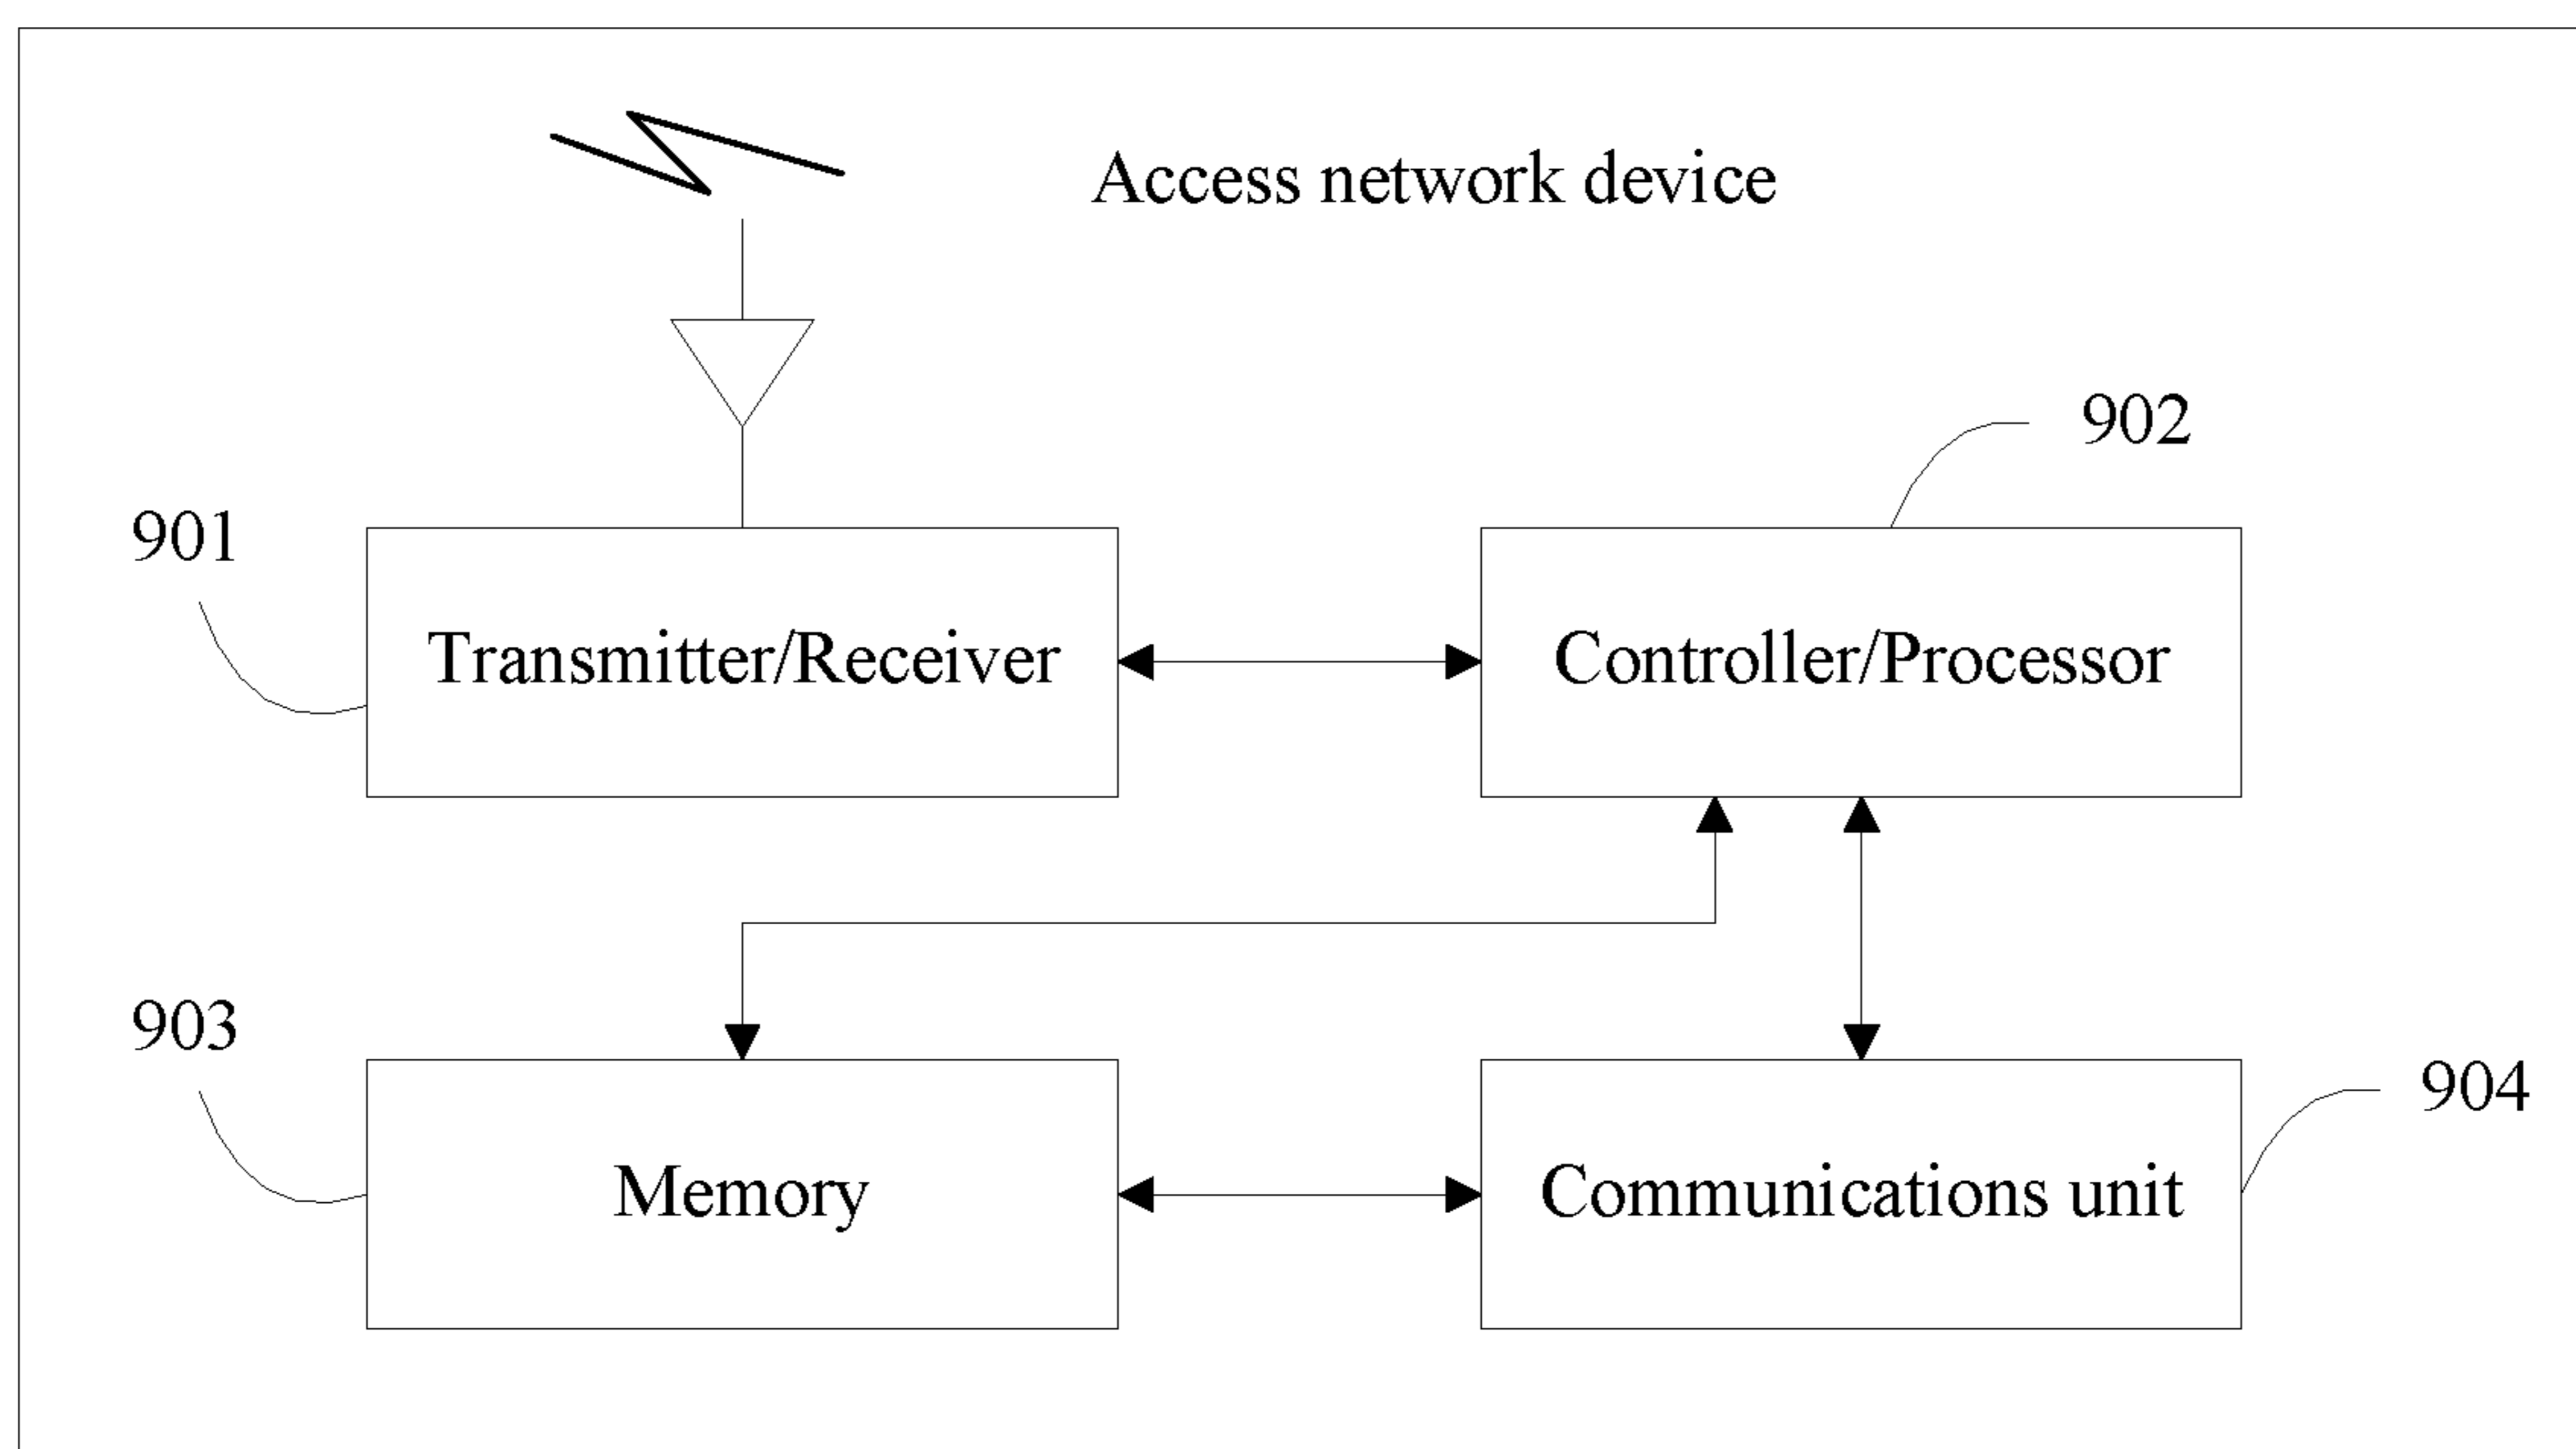 Access network device
902
901
Transmitter/Receiver
Controller/Processor
903
904
Memory
Communications unit